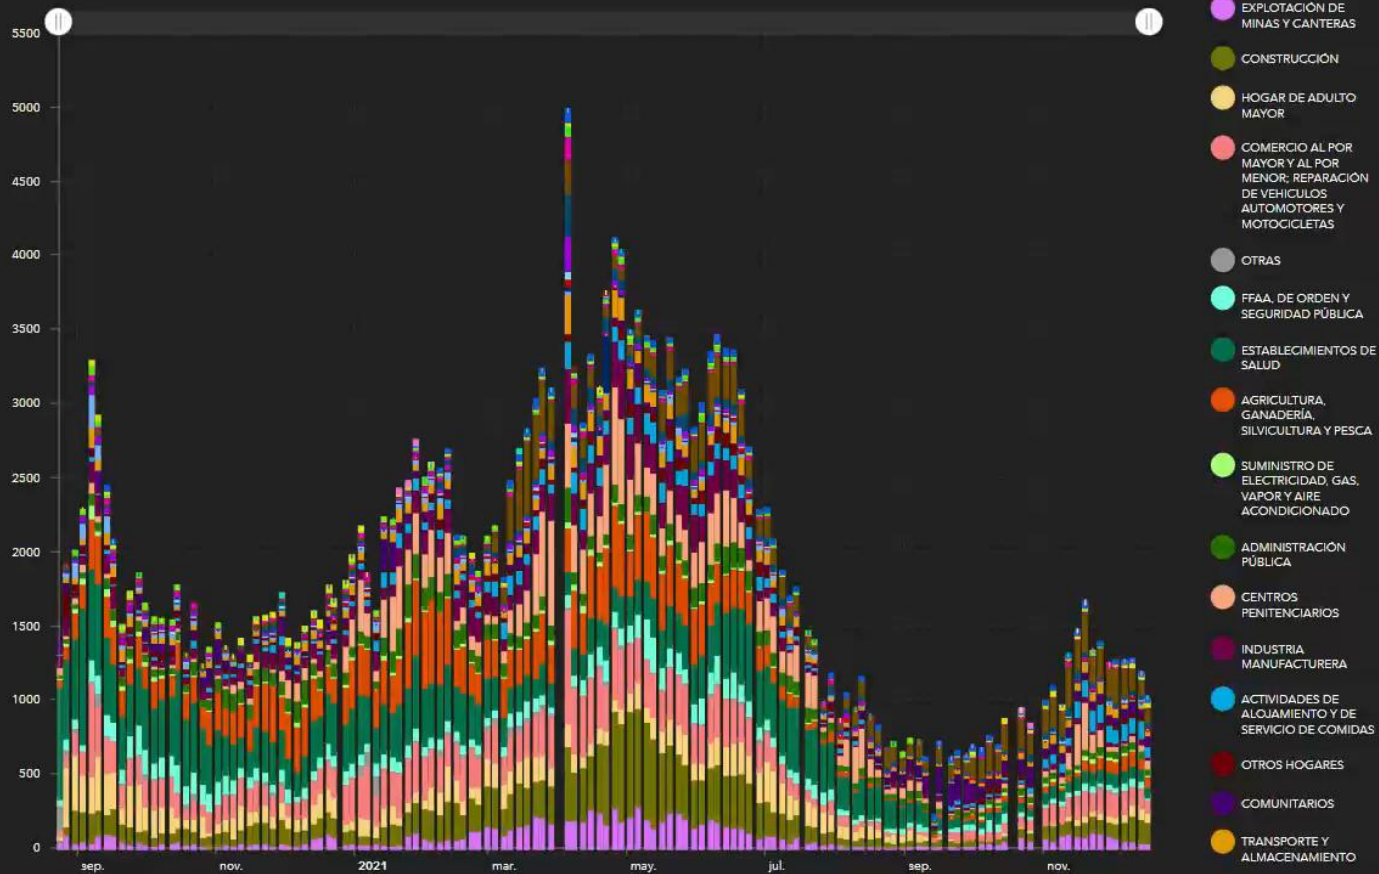 5500
5000
4500
4000
3500
3000
2500
2000
1500
1000
500
0
sep.
nov.
2021
mar.
may.
jul.
sep.
nov.
EXPLOTACIÓN DE
MINAS Y CANTERAS
CONSTRUCCIÓN
HOGAR DE ADULTO
MAYOR
COMERCIO AL POR
MAYOR Y AL POR
MENOR; REPARACIÓN
DE VEHICULOS
AUTOMOTORES Y
MOTOCICLETAS
OTRAS
FFAA, DE ORDEN Y
SEGURIDAD PÚBLICA
ESTABLECIMIENTOS DE
SALUD
AGRICULTURA,
GANADERÍA,
SILVICULTURA Y PESCA
SUMINISTRO DE
ELECTRICIDAD, GAS,
VAPOR Y AIRE
ACONDICIONADO
ADMINISTRACIÓN
PÚBLICA
CENTROS
PENITENCIARIOS
INDUSTRIA
MANUFACTURERA
ACTIVIDADES DE
ALOJAMIENTO Y DE
SERVICIO DE COMIDAS
OTROS HOGARES
COMUNITARIOS
TRANSPORTE Y
ALMACENAMIENTO